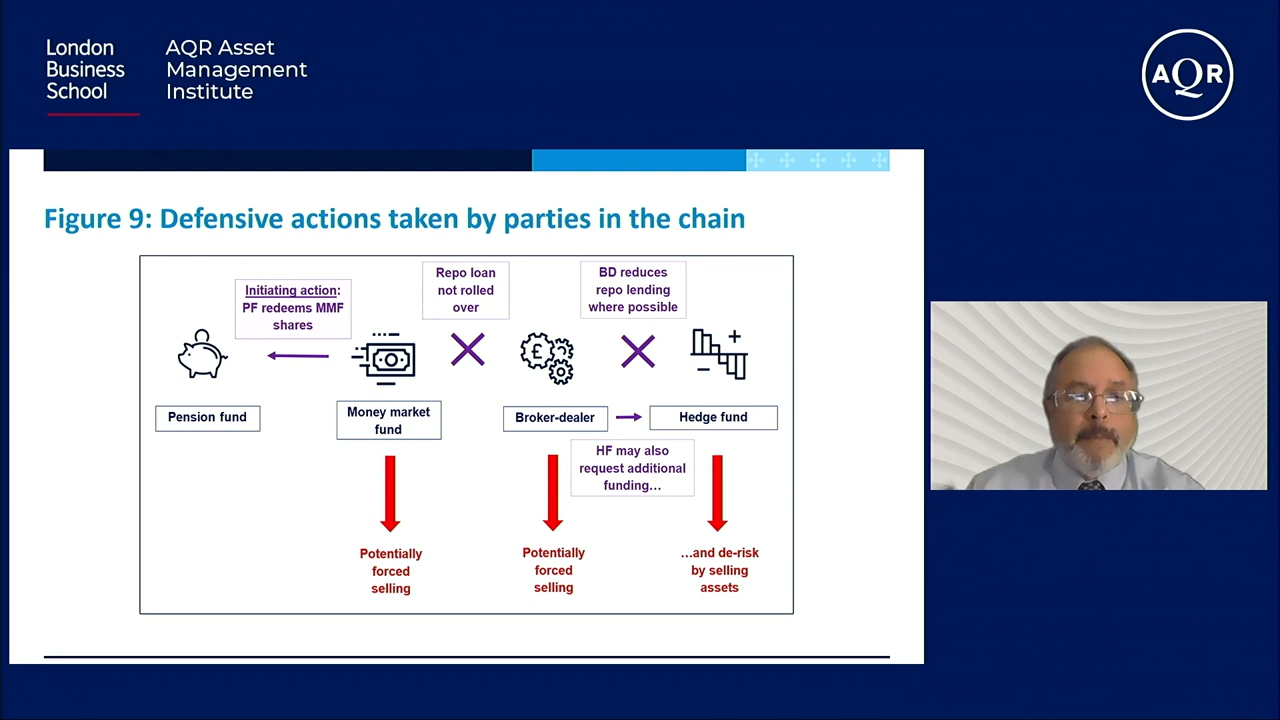 London
Business
School
AQR Asset
Management
Institute
AQR
Figure 9: Defensive actions taken by parties in the chain
Initiating action:
PF redeems MMF
shares
Repo loan
not rolled
over
BD reduces
repo lending
where possible
£
Pension fund
Money market
fund
Broker-dealer
Hedge fund
HF may also
request additional
funding…
Potentially
forced
selling
Potentially
forced
selling
…and de-risk
by selling
assets